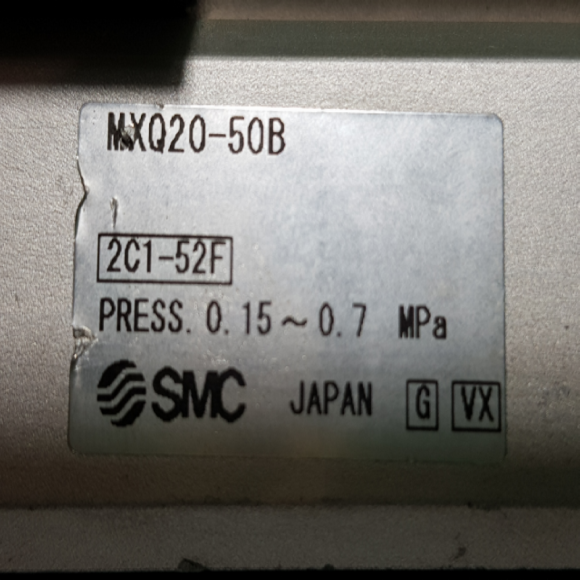 MXQ20-50B
2C1-52F
PRESS. 0.15~0.7 MPa
SMC JAPAN G VX